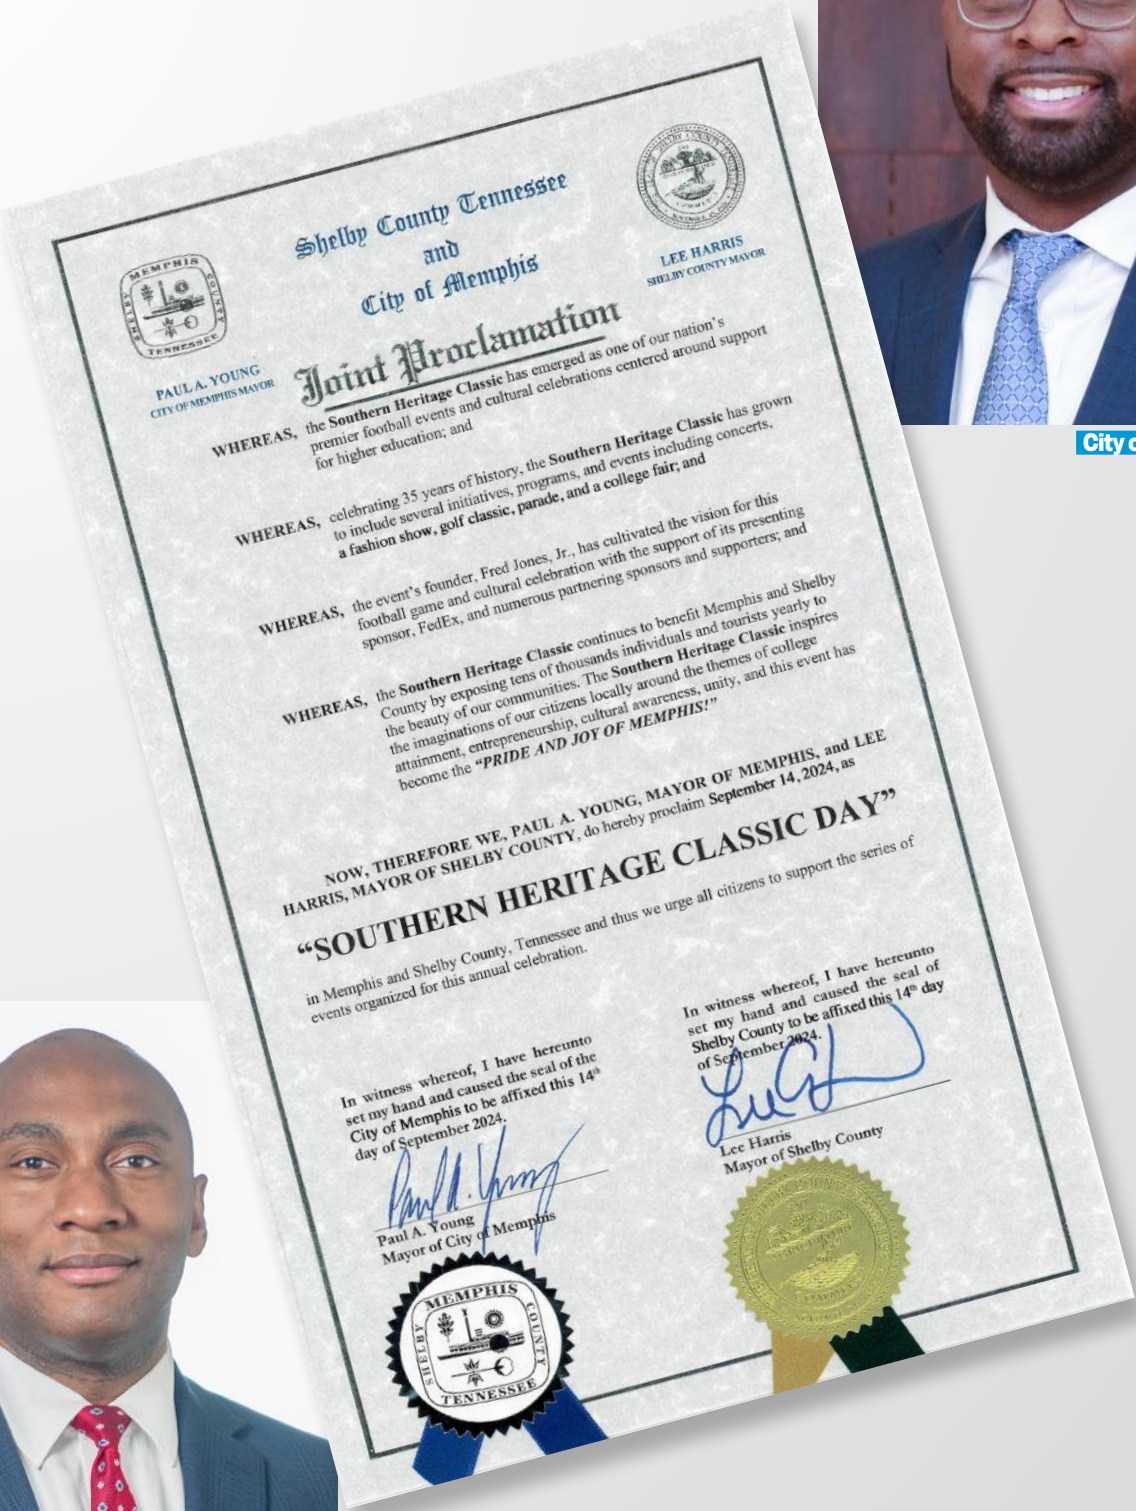 Shelby County Tennessee
and
City of Memphis
MEMPHIS
SHELBY
COUNTY
TENNESSEE
PAUL A. YOUNG
CITY OF MEMPHIS MAYOR
LEE HARRIS
SHELBY COUNTY MAYOR
Joint Proclamation
WHEREAS, the Southern Heritage Classic has emerged as one of our nation's
premier football events and cultural celebrations centered around support
for higher education; and
WHEREAS, celebrating 35 years of history, the Southern Heritage Classic has grown
to include several initiatives, programs, and events including concerts,
a fashion show, golf classic, parade, and a college fair; and
WHEREAS, the event's founder, Fred Jones, Jr., has cultivated the vision for this
football game and cultural celebration with the support of its presenting
sponsor, FedEx, and numerous partnering sponsors and supporters; and
WHEREAS, the Southern Heritage Classic continues to benefit Memphis and Shelby
County by exposing tens of thousands individuals and tourists yearly to
the beauty of our communities. The Southern Heritage Classic inspires
the imaginations of our citizens locally around the themes of college
attainment, entrepreneurship, cultural awareness, unity, and this event has
become the "PRIDE AND JOY OF MEMPHIS!"
NOW, THEREFORE WE, PAUL A. YOUNG, MAYOR OF MEMPHIS, and LEE
HARRIS, MAYOR OF SHELBY COUNTY, do hereby proclaim September 14, 2024, as
"SOUTHERN HERITAGE CLASSIC DAY"
in Memphis and Shelby County, Tennessee and thus we urge all citizens to support the series of
events organized for this annual celebration.
In witness whereof, I have hereunto
set my hand and caused the seal of the
City of Memphis to be affixed this 14th
day of September 2024.
Paul A. Young
Paul A. Young
Mayor of City of Memphis
In witness whereof, I have hereunto
set my hand and caused the seal of
Shelby County to be affixed this 14th day
of September 2024.
Lee Harris
Mayor of Shelby County
MEMPHIS
SHELBY
COUNTY
TENNESSEE
City